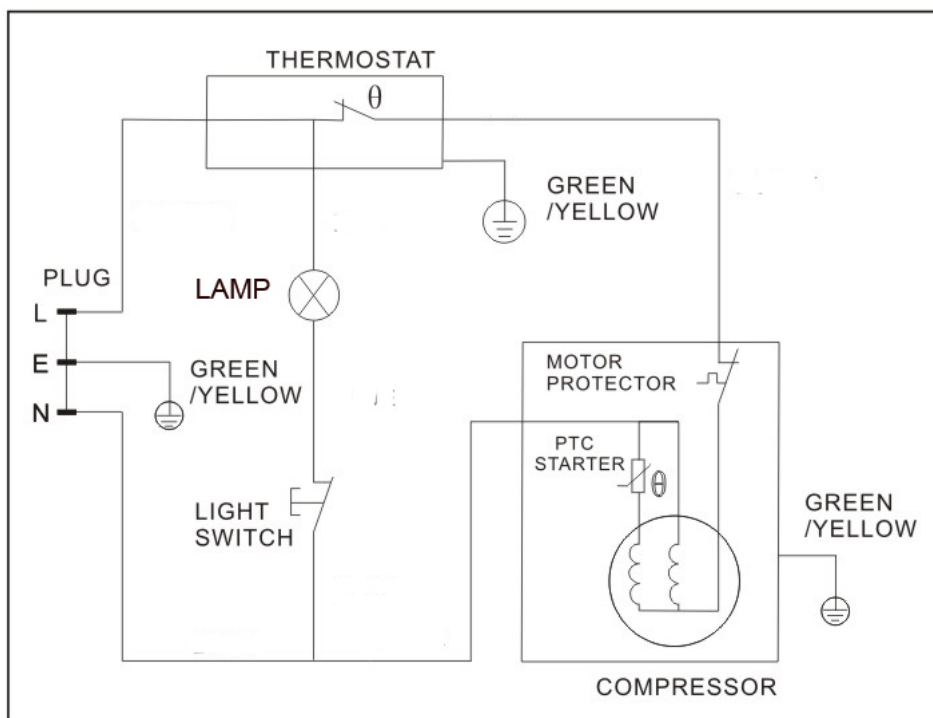 THERMOSTAT
θ
GREEN
/YELLOW
PLUG
L
LAMP
E
GREEN
/YELLOW
N
MOTOR
PROTECTOR
PTC
STARTER
θ
LIGHT
SWITCH
GREEN
/YELLOW
COMPRESSOR